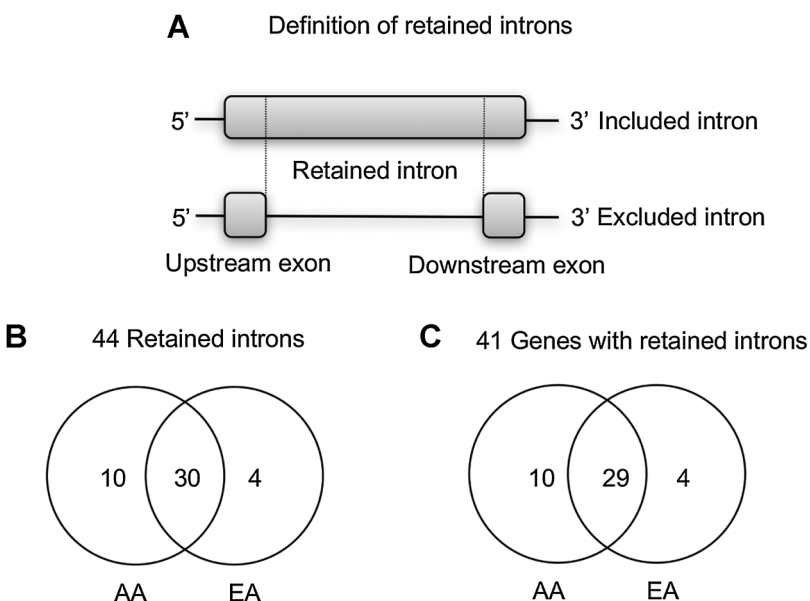 A Definition of retained introns
5’ 3’ Included intron
Retained intron
5’ 3’ Excluded intron
Upstream exon Downstream exon
B 44 Retained introns
10 30 4
AA EA
C 41 Genes with retained introns
10 29 4
AA EA